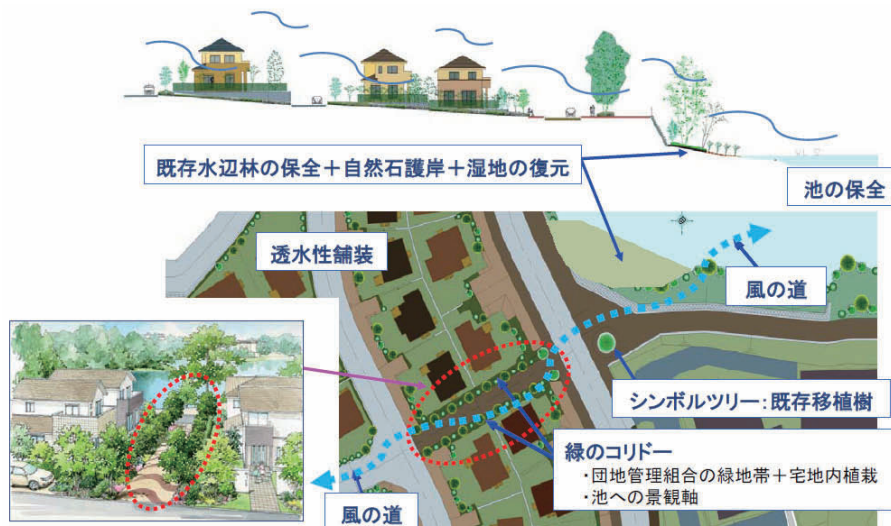 既存水辺林の保全＋自然石護岸＋湿地の復元
池の保全
透水性舗装
風の道
シンボルツリー：既存移植樹
緑のコリドー
・団地管理組合の緑地帯＋宅地内植栽
・池への景観軸
風の道